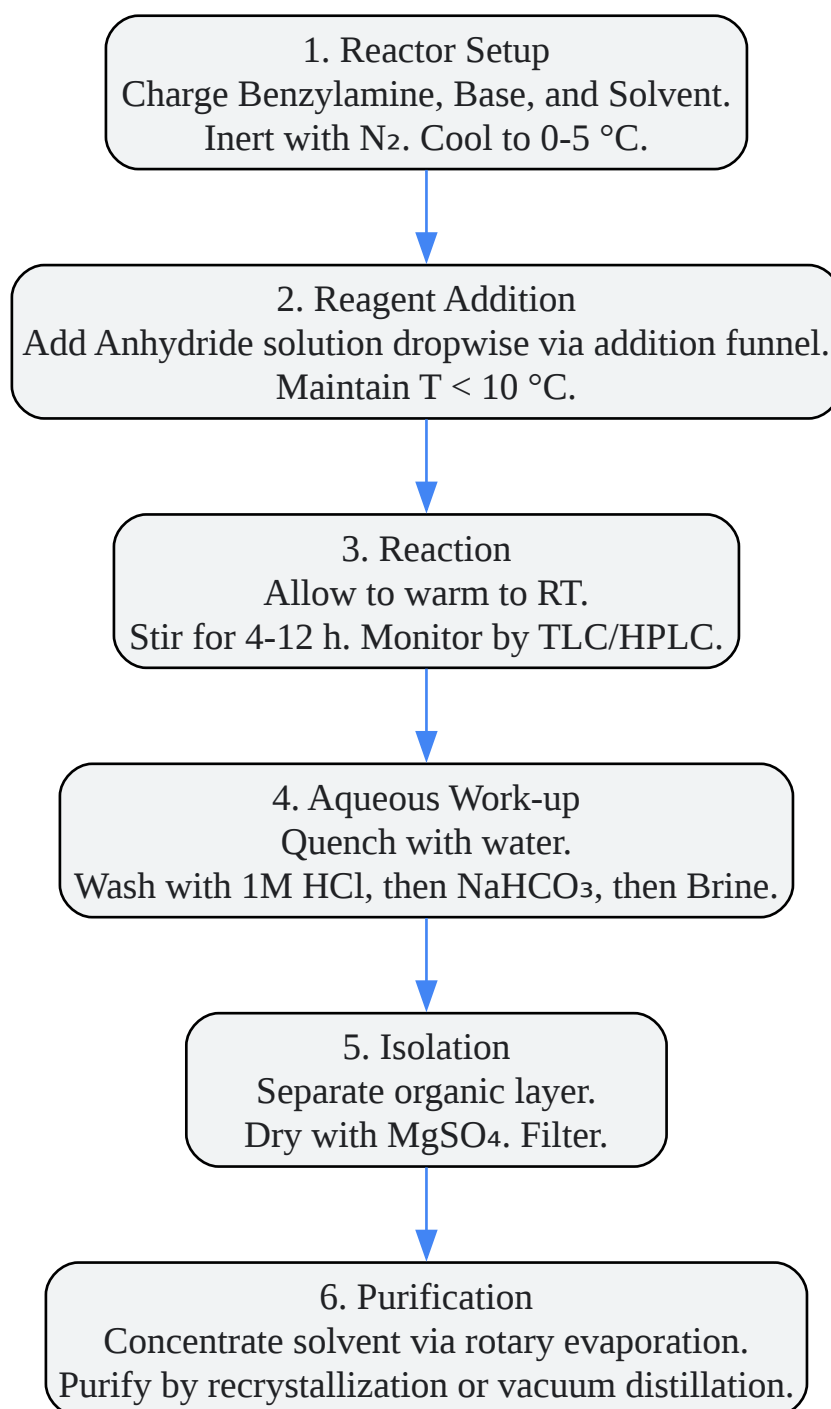 1. Reactor Setup
Charge Benzylamine, Base, and Solvent.
Inert with N₂. Cool to 0-5 °C.
2. Reagent Addition
Add Anhydride solution dropwise via addition funnel.
Maintain T < 10 °C.
3. Reaction
Allow to warm to RT.
Stir for 4-12 h. Monitor by TLC/HPLC.
4. Aqueous Work-up
Quench with water.
Wash with 1M HCl, then NaHCO₃, then Brine.
5. Isolation
Separate organic layer.
Dry with MgSO₄. Filter.
6. Purification
Concentrate solvent via rotary evaporation.
Purify by recrystallization or vacuum distillation.